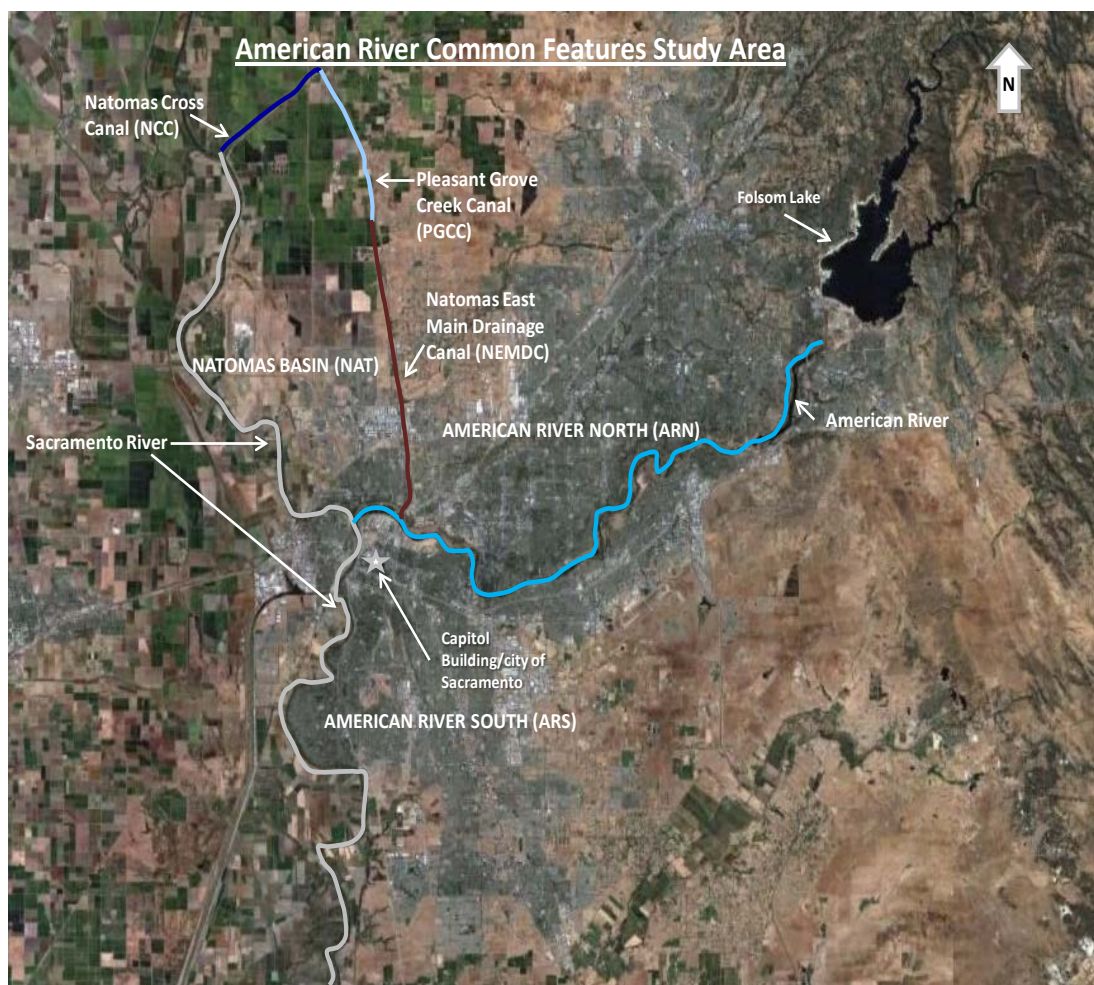 American River Common Features Study Area
N
Natomas Cross
Canal (NCC)
Pleasant Grove
Creek Canal
(PGCC)
Folsom Lake
Natomas East
Main Drainage
Canal (NEMDC)
NATOMAS BASIN (NAT)
American River
AMERICAN RIVER NORTH (ARN)
Sacramento River
Capitol
Building/city of
Sacramento
AMERICAN RIVER SOUTH (ARS)